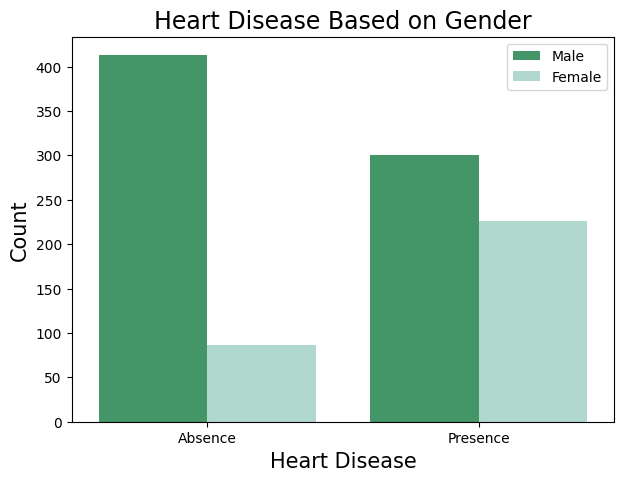 Heart Disease Based on Gender
Male
Female
Count
400
350
300
250
200
150
100
50
0
Absence
Presence
Heart Disease